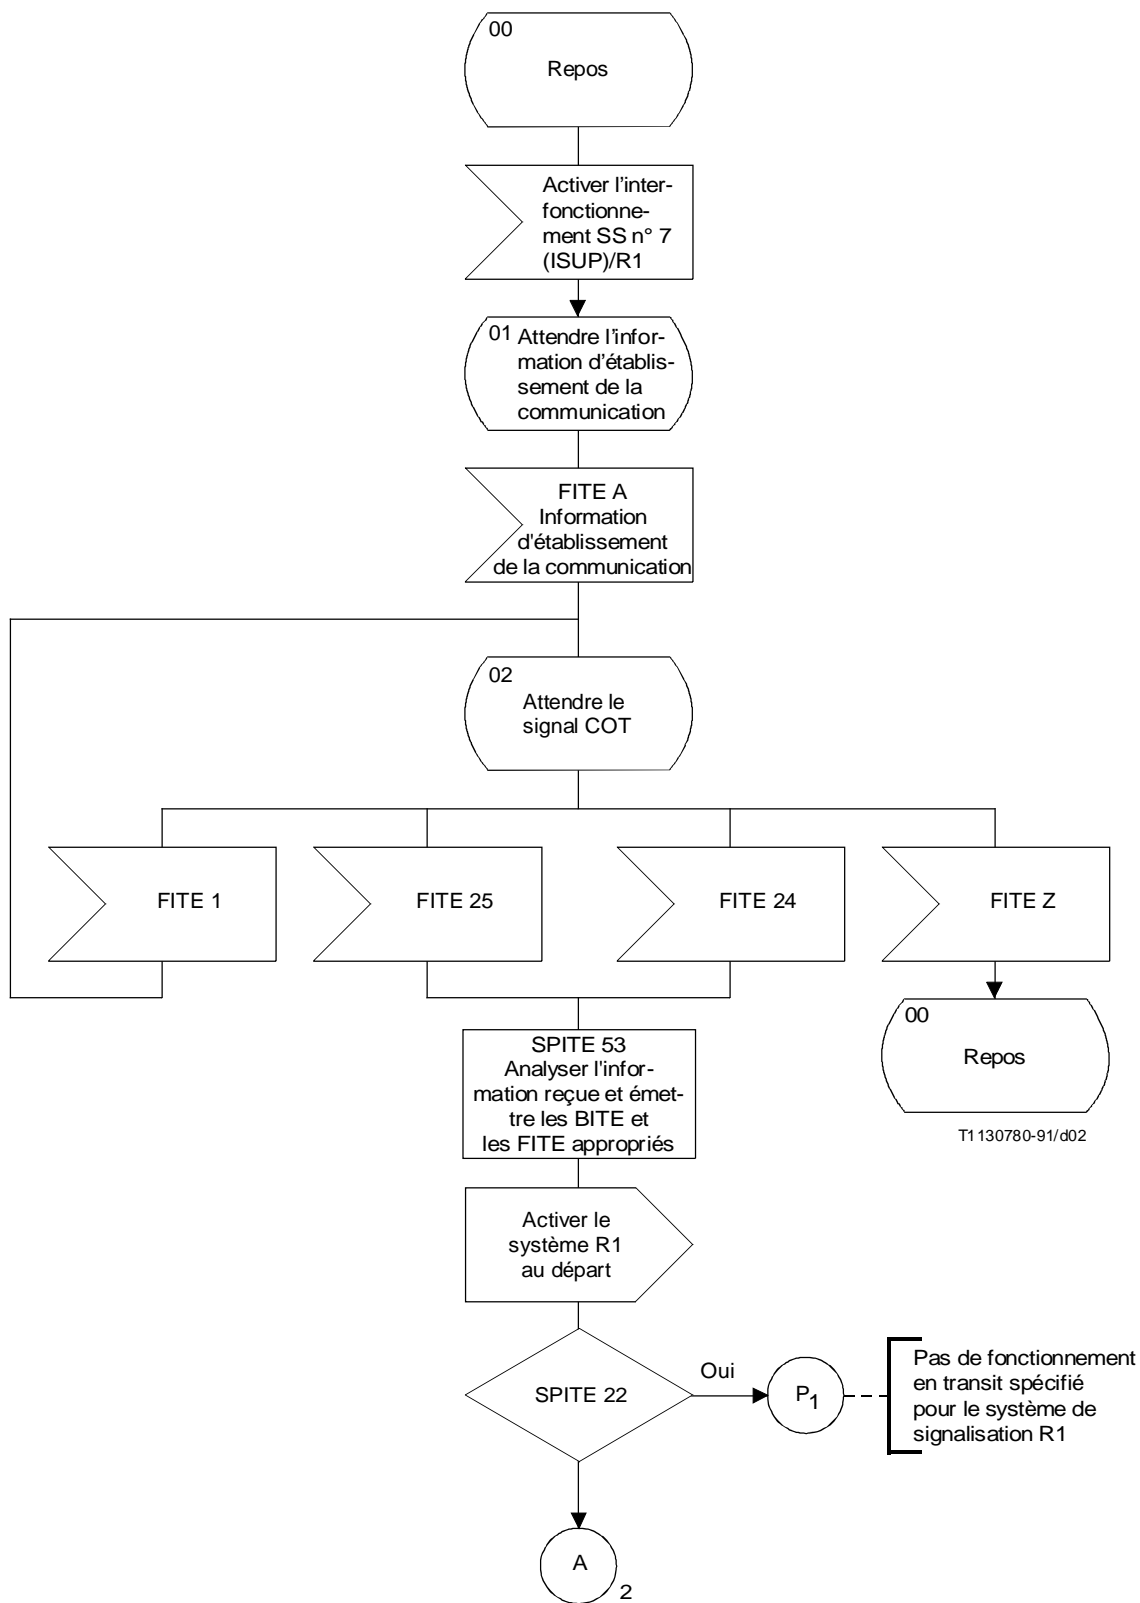 00
Repos
Activer l'inter-
fonctionne-
ment SS n° 7
(ISUP)/R1
01 Attendre l'infor-
mation d'établis-
sement de la
communication
FITE A
Information
d'établissement
de la communication
02
Attendre le
signal COT
FITE 1
FITE 25
FITE 24
FITE Z
00
Repos
T1130780-91/d02
SPITE 53
Analyser l'infor-
mation reçue et émet-
tre les BITE et
les FITE appropriés
Activer le
système R1
au départ
SPITE 22
Oui
P1
Pas de fonctionnement
en transit spécifié
pour le système de
signalisation R1
A
2